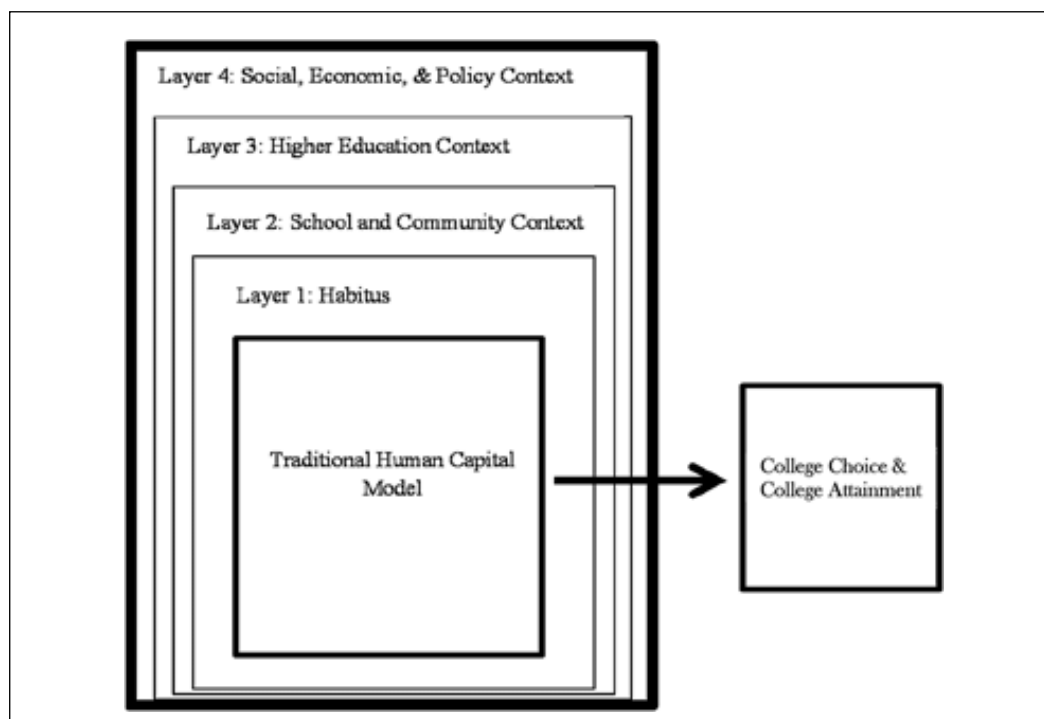 Layer 4: Social, Economic, & Policy Context
Layer 3: Higher Education Context
Layer 2: School and Community Context
Layer 1: Habitus
Traditional Human Capital
Model
College Choice &
College Attainment